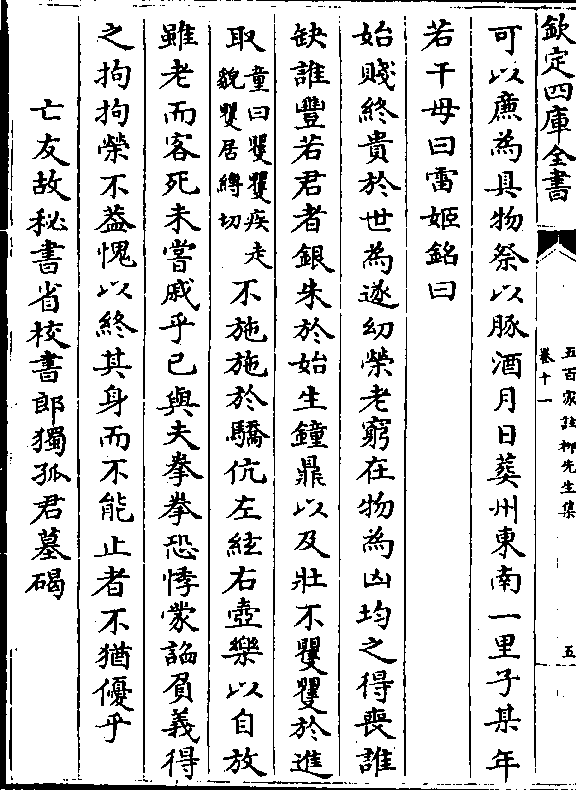 欽定四庫全書
五百家註柳先生集
卷十一
五
可以庶為具物祭以豚酒月日葬州東南一里子某年
若干母曰雷姬銘曰
始賤終貴於世為遂幼榮老窮在物為凶均之得喪誰
缺誰豐若君者銀朱於始生鐘鼎以及壯不矍矍於進
取童曰矍矍疾走貌矍居縛切不施施於驕伉左絃右壺樂以自放
雖老而客死未嘗戚乎已與夫拳拳恐悸蒙謟負義得
之拘拘榮不葢愧以終其身而不能止者不猶優乎
亡友故秘書省校書郎獨孤君墓碣